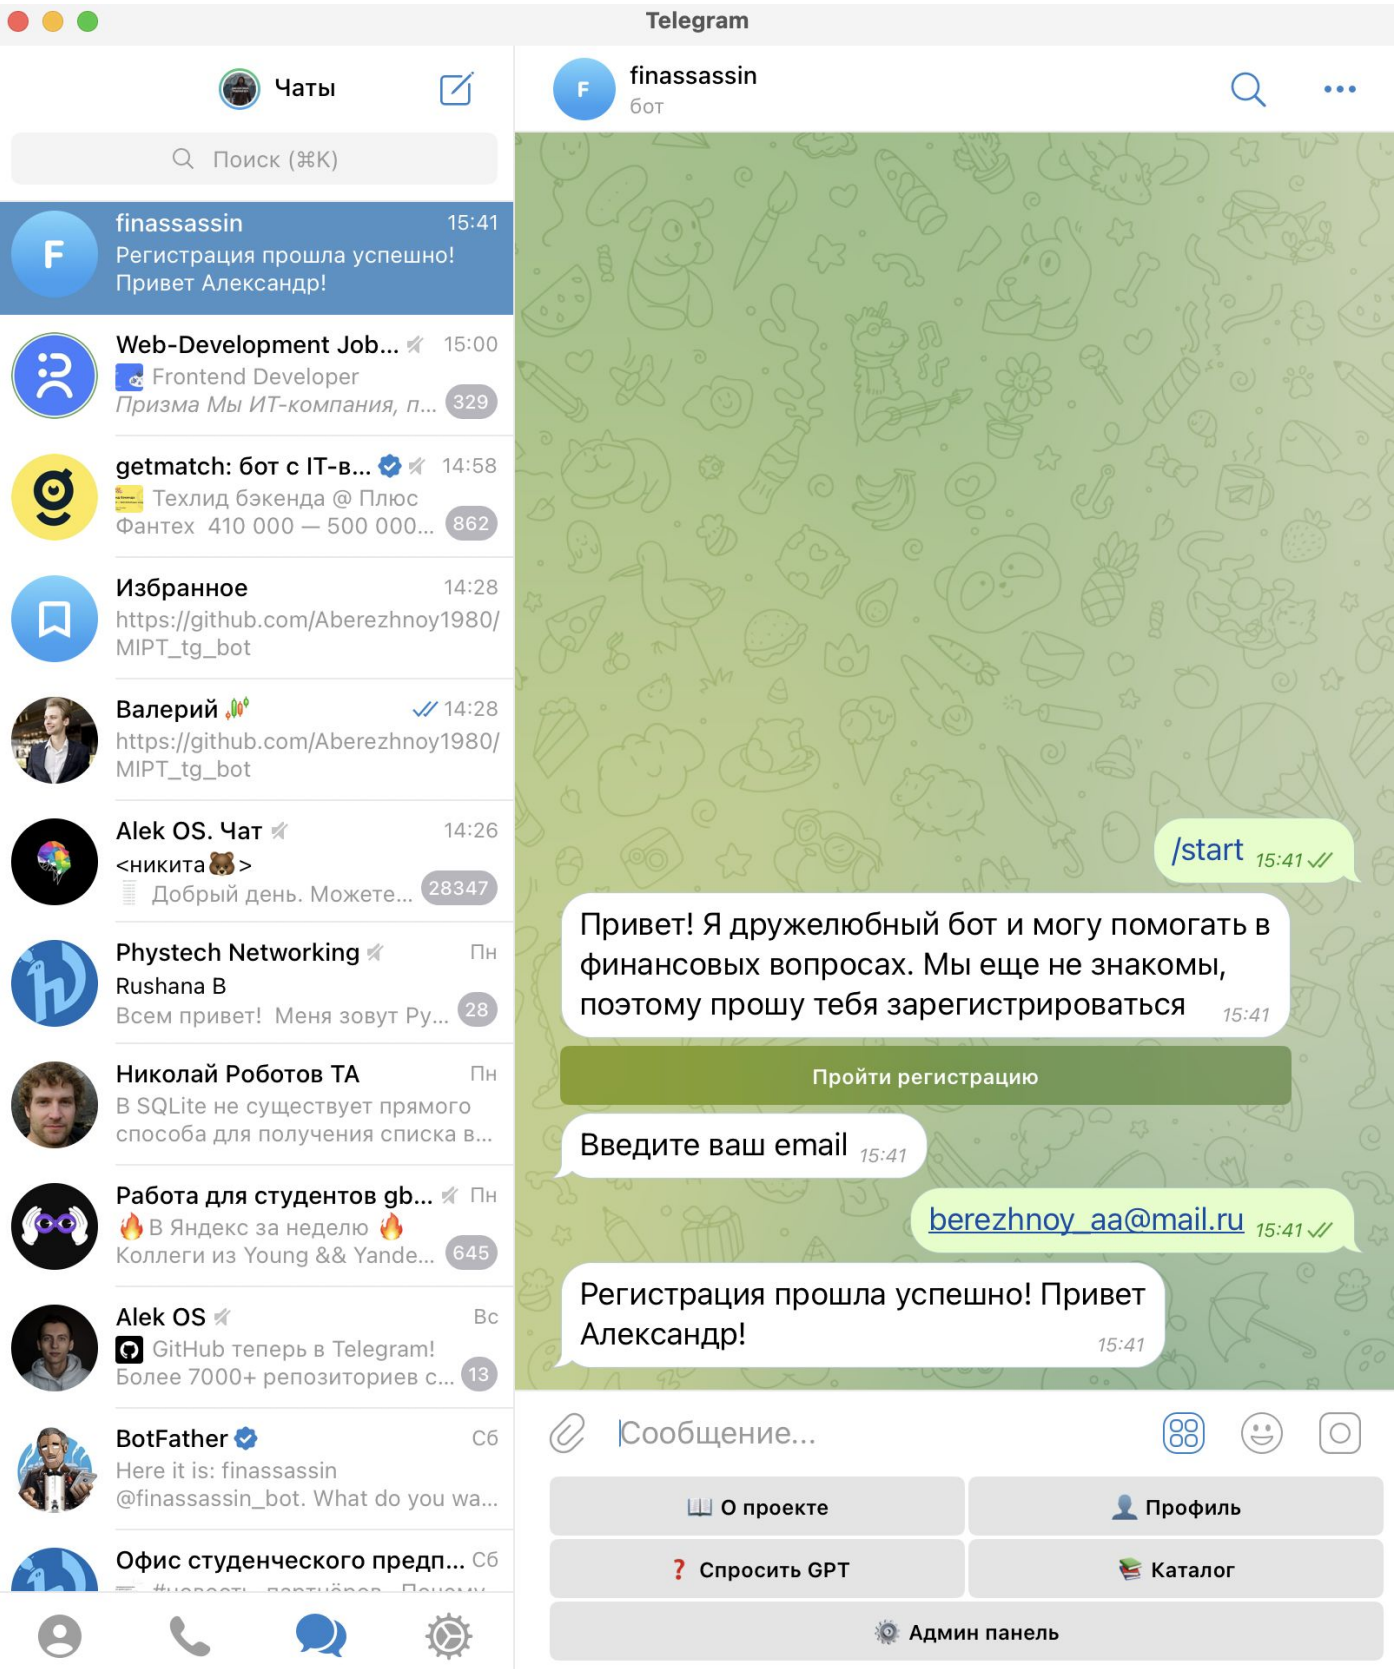 Telegram
Чаты
Поиск (⌘K)
finassassin 15:41
Регистрация прошла успешно!
Привет Александр!
Web-Development Job... 15:00
Frontend Developer
Призма Мы ИТ-компания, п... 329
getmatch: бот с IT-в... 14:58
Техлид бэкенда @ Плюс
Фантех 410 000 — 500 000... 862
Избранное 14:28
https://github.com/Aberezhnoy1980/
MIPT_tg_bot
Валерий 14:28
https://github.com/Aberezhnoy1980/
MIPT_tg_bot
Alek OS. Чат 14:26
<никита🐻>
Добрый день. Можете... 28347
Phystech Networking Пн
Rushana B
Всем привет! Меня зовут Ру... 28
Николай Роботов ТА Пн
В SQLite не существует прямого
способа для получения списка в...
Работа для студентов gb... Пн
🔥В Яндекс за неделю 🔥
Коллеги из Young && Yande... 645
Alek OS Вс
GitHub теперь в Telegram!
Более 7000+ репозиториев с... 13
BotFather Сб
Here it is: finassassin
@finassassin_bot. What do you wa...
Офис студенческого предп... Сб
F
finassassin
бот
/start 15:41
Привет! Я дружелюбный бот и могу помогать в
финансовых вопросах. Мы еще не знакомы,
поэтому прошу тебя зарегистрироваться 15:41
Пройти регистрацию
Введите ваш email 15:41
berezhnoy_aa@mail.ru 15:41
Регистрация прошла успешно! Привет
Александр! 15:41
Сообщение...
📖 О проекте
👤 Профиль
❓ Спросить GPT
📚 Каталог
⚙️ Админ панель